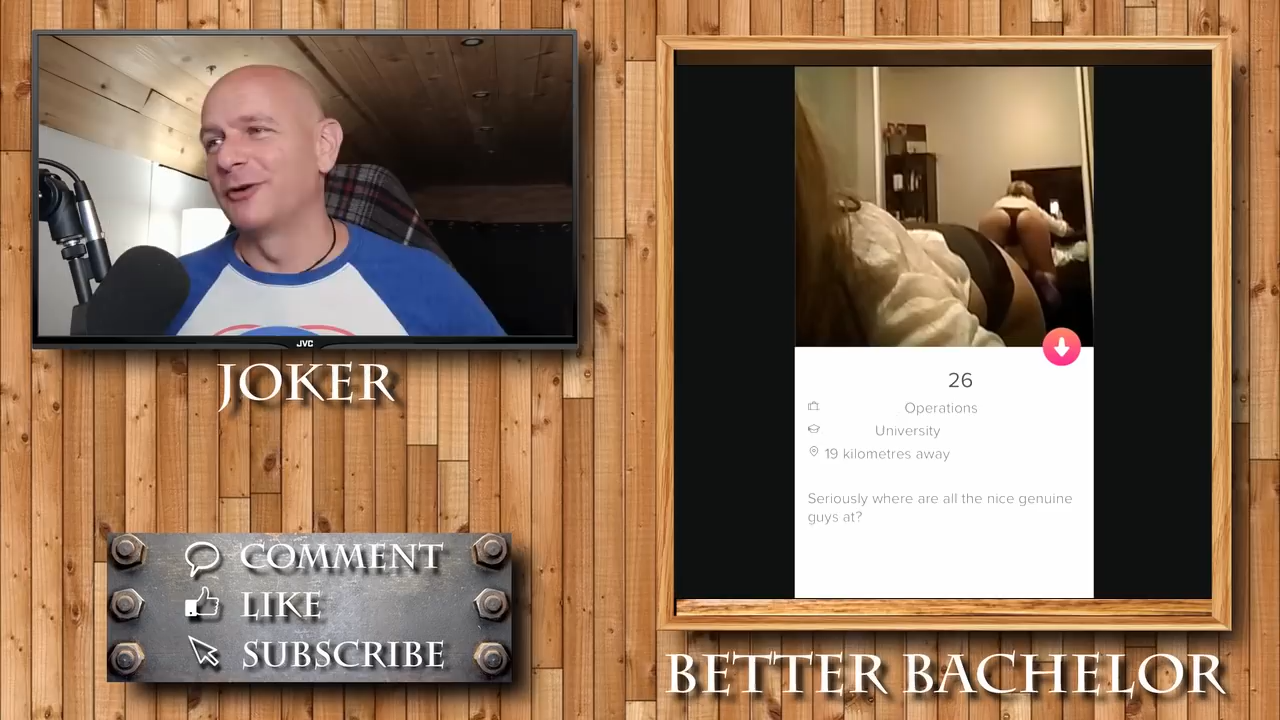 JVC
JOKER
COMMENT
LIKE
SUBSCRIBE
26
Operations
University
19 kilometres away
Seriously where are all the nice genuine
guys at?
BETTER BACHELOR